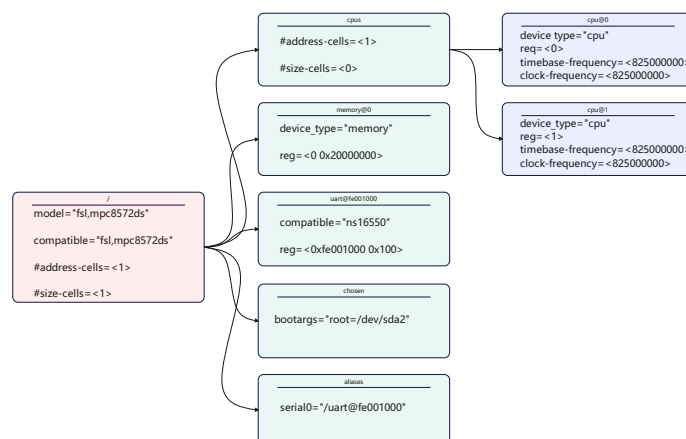 cpus
#address-cells=<1>
#size-cells=<0>
cpu@0
device type="cpu"
req=<0>
timebase-frequency=<825000000>
clock-frequency=<825000000>
memory@0
device_type="memory"
reg=<0 0x20000000>
cpu@1
device_type="cpu"
reg=<1>
timebase-frequency=<825000000>
clock-frequency=<825000000>
/
model="fsl,mpc8572ds"
compatible="fsl,mpc8572ds"
#address-cells=<1>
#size-cells=<1>
uart@fe001000
compatible="ns16550"
reg=<0xfe001000 0x100>
chosen
bootargs="root=/dev/sda2"
aliases
serial0="/uart@fe001000"